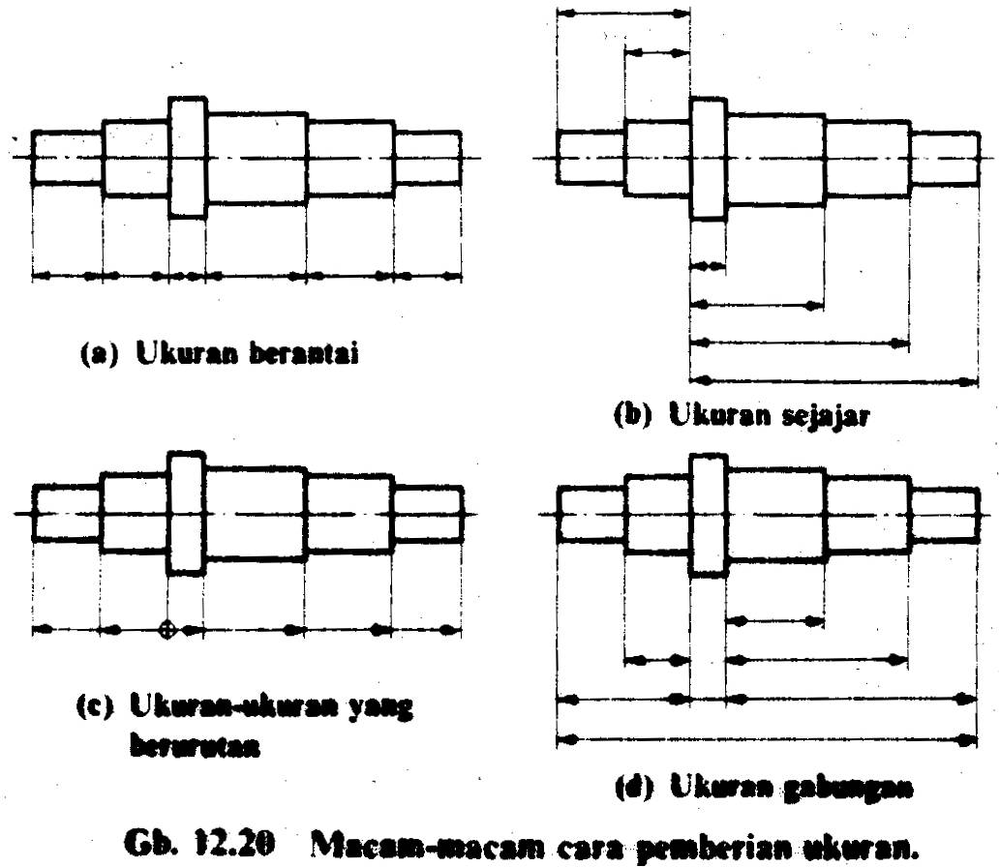 (a) Ukuran berantai
(b) Ukuran sejajar
(c) Ukuran-ukuran yang
berurutan
(d) Ukuran gabungan
Gb. 12.20 Macam-macam cara pemberian ukuran.